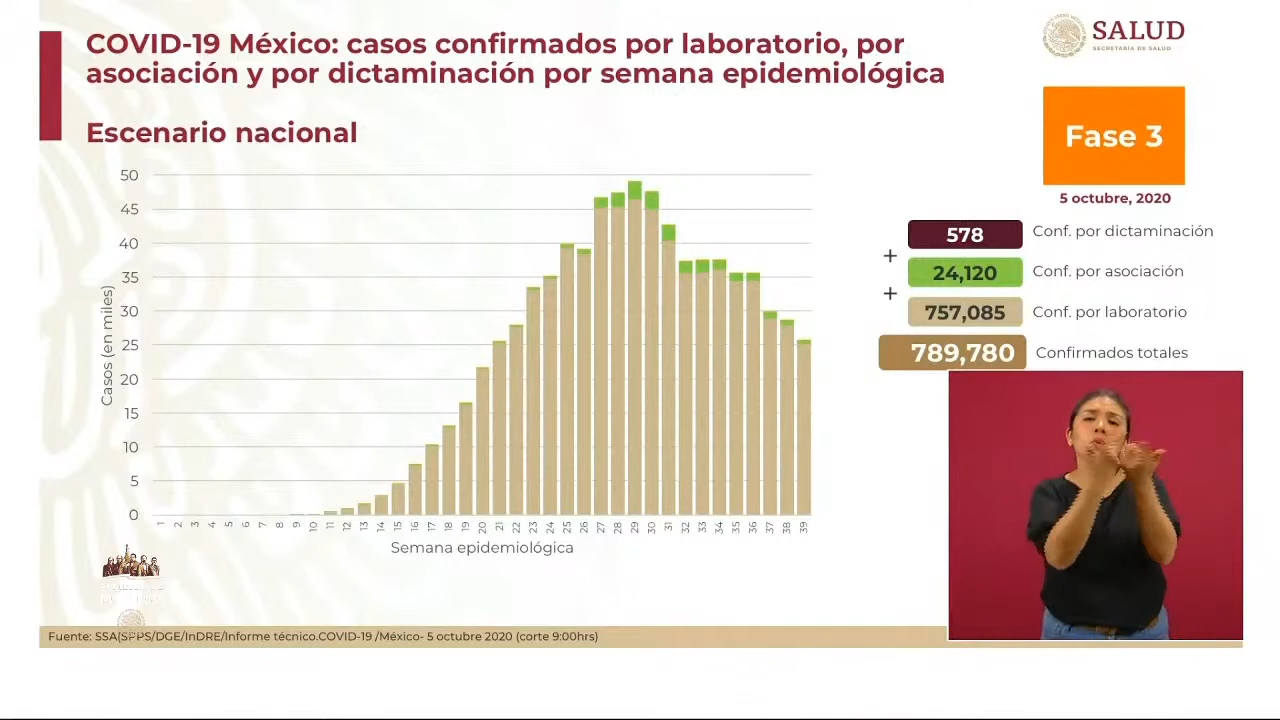 COVID-19 México: casos confirmados por laboratorio, por
asociación y por dictaminación por semana epidemiológica
Escenario nacional
SALUD
SECRETARÍA DE SALUD
Fase 3
5 octubre, 2020
578 Conf. por dictaminación
+
24,120 Conf. por asociación
+
757,085 Conf. por laboratorio
789,780 Confirmados totales
Casos (en miles)
50
45
40
35
30
25
20
15
10
5
0
1 2 3 4 5 6 7 8 9 10 11 12 13 14 15 16 17 18 19 20 21 22 23 24 25 26 27 28 29 30 31 32 33 34 35 36 37 38 39
Semana epidemiológica
Fuente: SSA(SPPS/DGE/InDRE/Informe técnico.COVID-19 /México- 5 octubre 2020 (corte 9:00hrs)